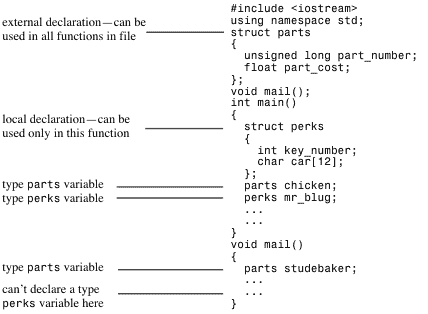 #include <iostream>
external declaration—can be
using namespace std;
used in all functions in file
struct parts
{
unsigned long part_number;
float part_cost;
};
void mail();
int main()
local declaration—can be
{
used only in this function
struct perks
{
int key_number;
char car[12];
};
type parts variable
parts chicken;
type perks variable
perks mr_blug;
...
...
}
void mail()
{
type parts variable
parts studebaker;
...
can't declare a type
...
perks variable here
}